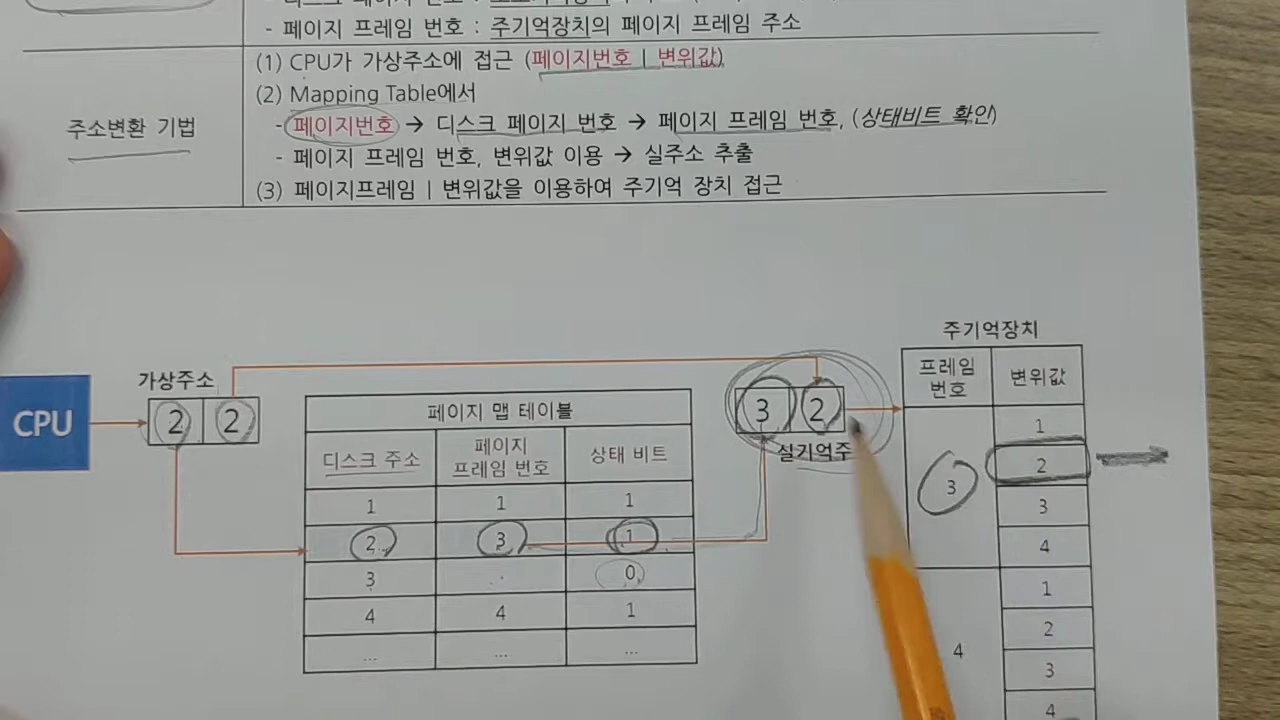 - 페이지 프레임 번호 : 주기억장치의 페이지 프레임 주소
(1) CPU가 가상주소에 접근 (페이지번호 | 변위값)
(2) Mapping Table에서
주소변환 기법
- 페이지번호 → 디스크 페이지 번호 → 페이지 프레임 번호, (상태비트 확인)
- 페이지 프레임 번호, 변위값 이용 → 실주소 추출
(3) 페이지프레임 | 변위값을 이용하여 주기억 장치 접근
CPU
가상주소
2 2
페이지 맵 테이블
디스크 주소 페이지 프레임 번호 상태 비트
1 1 1
2 3 1
3 0
4 4 1
... ... ...
3 2
실기억주
주기억장치
프레임 번호 변위값
3
1
2
3
4
4
1
2
3
4